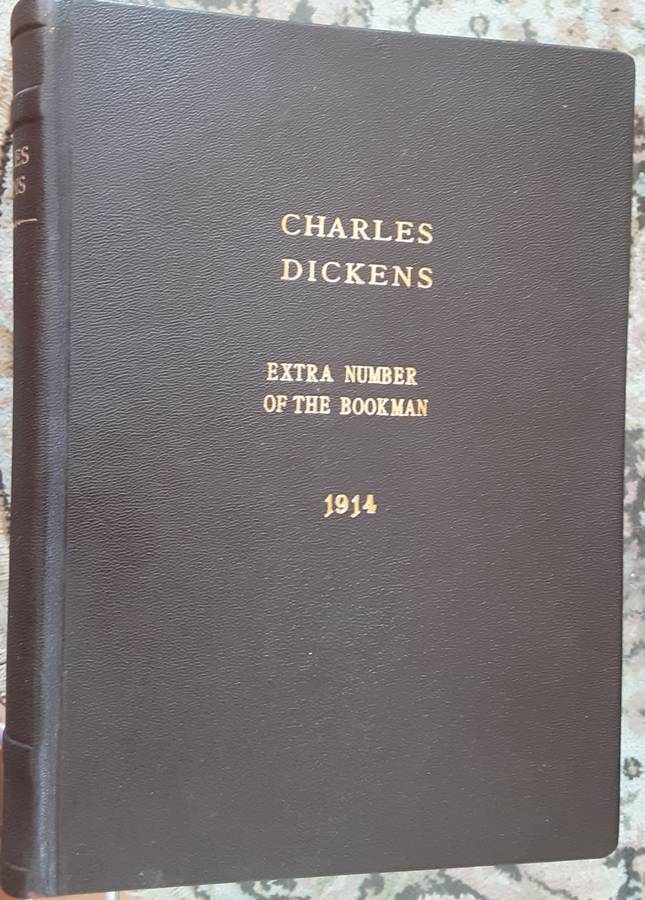 CHARLES
DICKENS
EXTRA NUMBER
OF THE BOOKMAN
1914